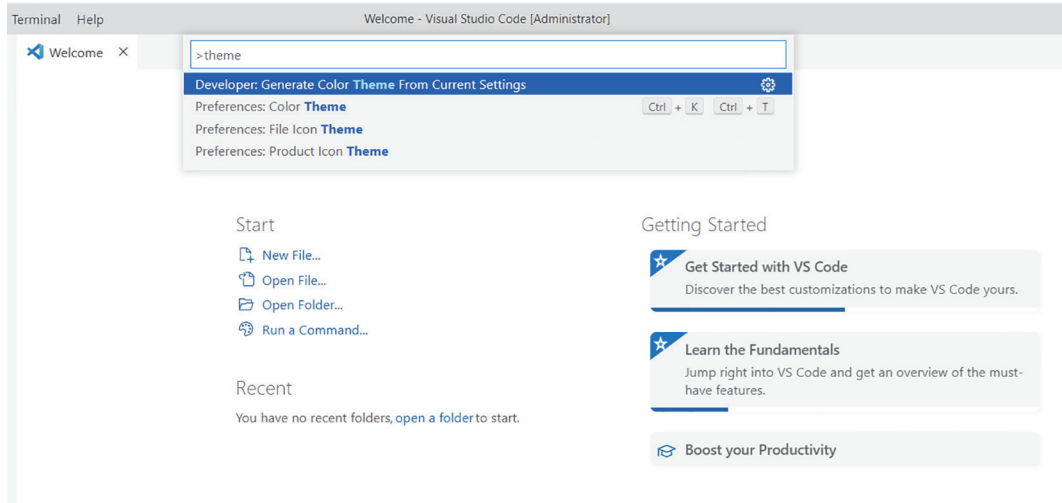 Terminal Help Welcome - Visual Studio Code [Administrator]
Welcome
>theme
Developer: Generate Color Theme From Current Settings
Preferences: Color Theme Ctrl + K Ctrl + T
Preferences: File Icon Theme
Preferences: Product Icon Theme
Start
New File...
Open File...
Open Folder...
Run a Command...
Recent
You have no recent folders, open a folder to start.
Getting Started
Get Started with VS Code
Discover the best customizations to make VS Code yours.
Learn the Fundamentals
Jump right into VS Code and get an overview of the must-
have features.
Boost your Productivity